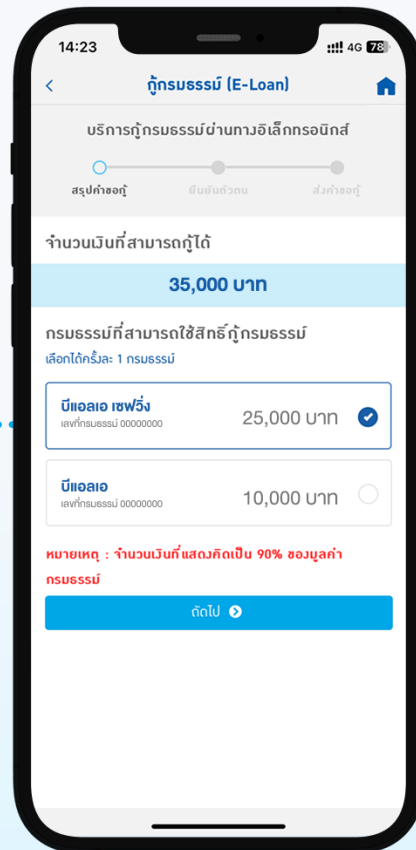 14:23
4G 78
กู้กรมธรรม์ (E-Loan)
บริการกู้กรมธรรม์ผ่านทางอิเล็กทรอนิกส์
สรุปคำขอกู้ ยืนยันตัวตน ส่งคำขอกู้
จำนวนเงินที่สามารถกู้ได้
35,000 บาท
กรมธรรม์ที่สามารถใช้สิทธิ์กู้กรมธรรม์
เลือกได้ครั้งละ 1 กรมธรรม์
บีแอลเอ เซฟวิ่ง
เลขที่กรมธรรม์ 00000000
25,000 บาท
บีแอลเอ
เลขที่กรมธรรม์ 00000000
10,000 บาท
หมายเหตุ : จำนวนเงินที่แสดงคิดเป็น 90% ของมูลค่า
กรมธรรม์
ถัดไป